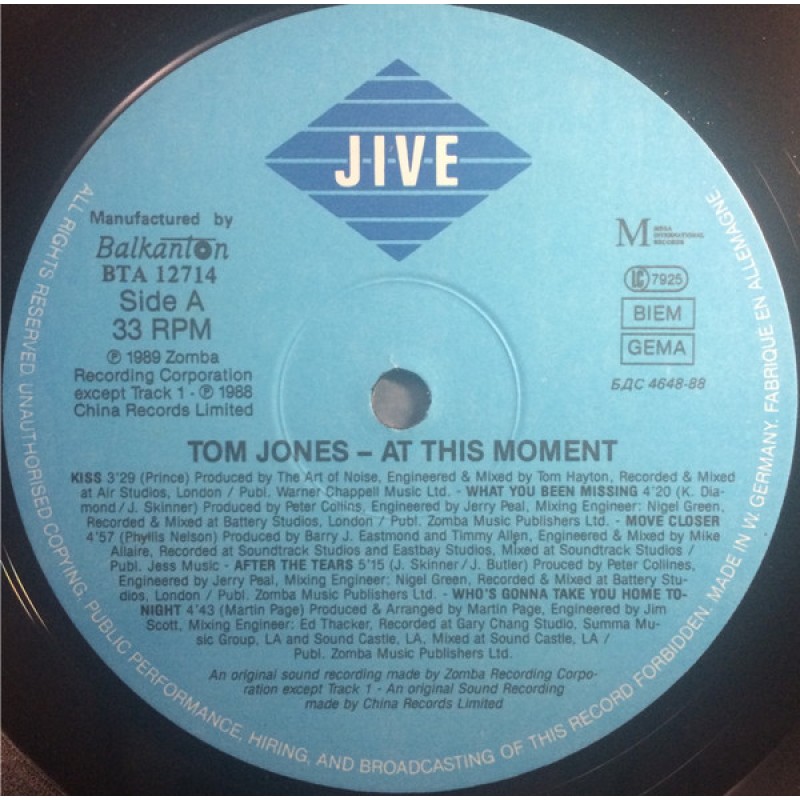 JIVE
Manufactured by
Balkanton
BTA 12714
Side A
33 RPM
℗ 1989 Zomba
Recording Corporation
except Track 1 - ℗ 1988
China Records Limited
M MEGA
INTERNATIONAL
RECORDS
LC 7925
BIEM
GEMA
БДС 4648-88
TOM JONES – AT THIS MOMENT
KISS 3'29 (Prince) Produced by The Art of Noise, Engineered & Mixed by Tom Hayton, Recorded & Mixed
at Air Studios, London / Publ. Warner Chappell Music Ltd. - WHAT YOU BEEN MISSING 4'20 (K. Dia-
mond / J. Skinner) Produced by Peter Collins, Engineered by Jerry Peal, Mixing Engineer: Nigel Green,
Recorded & Mixed at Battery Studios, London / Publ. Zomba Music Publishers Ltd. - MOVE CLOSER
4'57 (Phyllis Nelson) Produced by Barry J. Eastmond and Timmy Allen, Engineered & Mixed by Mike
Allaire, Recorded at Soundtrack Studios and Eastbay Studios, Mixed at Soundtrack Studios /
Publ. Jess Music - AFTER THE TEARS 5'15 (J. Skinner / J. Butler) Prouced by Peter Collines,
Engineered by Jerry Peal, Mixing Engineer: Nigel Green, Recorded & Mixed at Battery Stu-
dios, London / Publ. Zomba Music Publishers Ltd. - WHO'S GONNA TAKE YOU HOME TO-
NIGHT 4'43 (Martin Page) Produced & Arranged by Martin Page, Engineered by Jim
Scott, Mixing Engineer: Ed Thacker, Recorded at Gary Chang Studio, Summa Mu-
sic Group, LA and Sound Castle, LA, Mixed at Sound Castle, LA /
Publ. Zomba Music Publishers Ltd.
An original sound recording made by Zomba Recording Corpo-
ration except Track 1 - An original Sound Recording
made by China Records Limited
ALL RIGHTS RESERVED. UNAUTHORISED COPYING, PUBLIC PERFORMANCE, HIRING, AND BROADCASTING OF THIS RECORD FORBIDDEN. MADE IN W. GERMANY. FABRIQUE EN ALLEMAGNE.